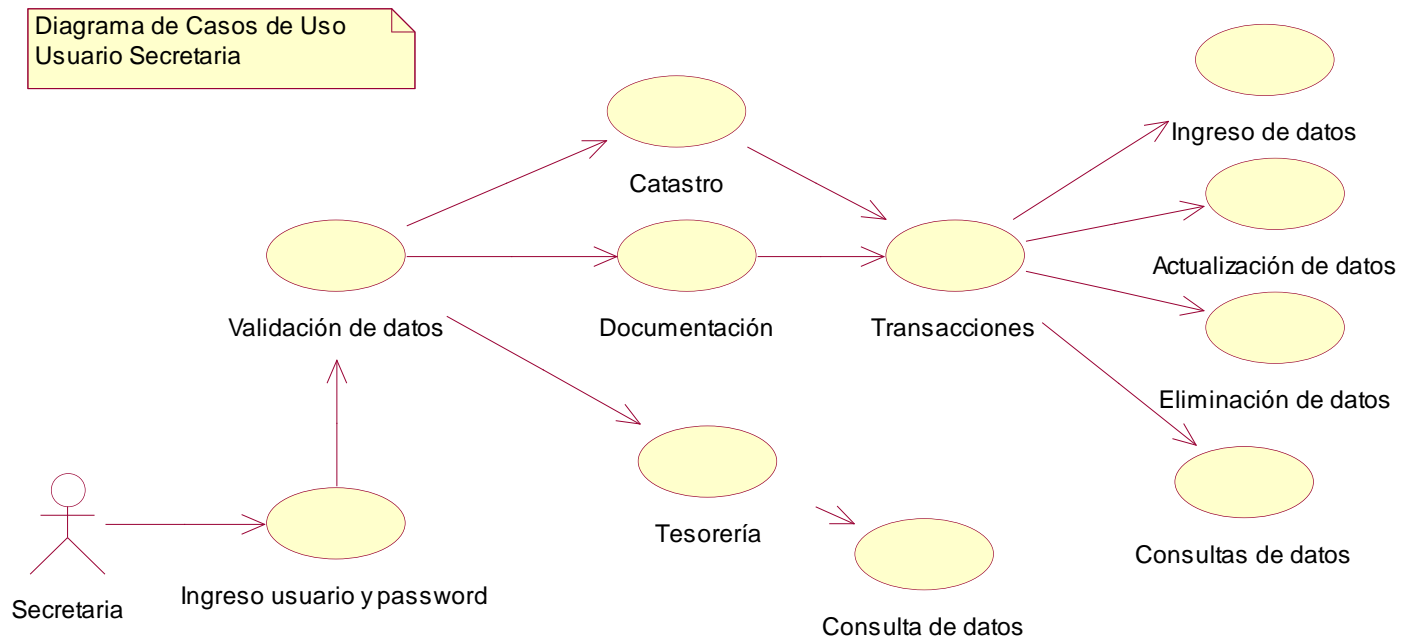 Diagrama de Casos de Uso
Usuario Secretaria
Ingreso de datos
Catastro
Actualización de datos
Validación de datos
Documentación
Transacciones
Eliminación de datos
Tesorería
Consultas de datos
Ingreso usuario y password
Secretaria
Consulta de datos